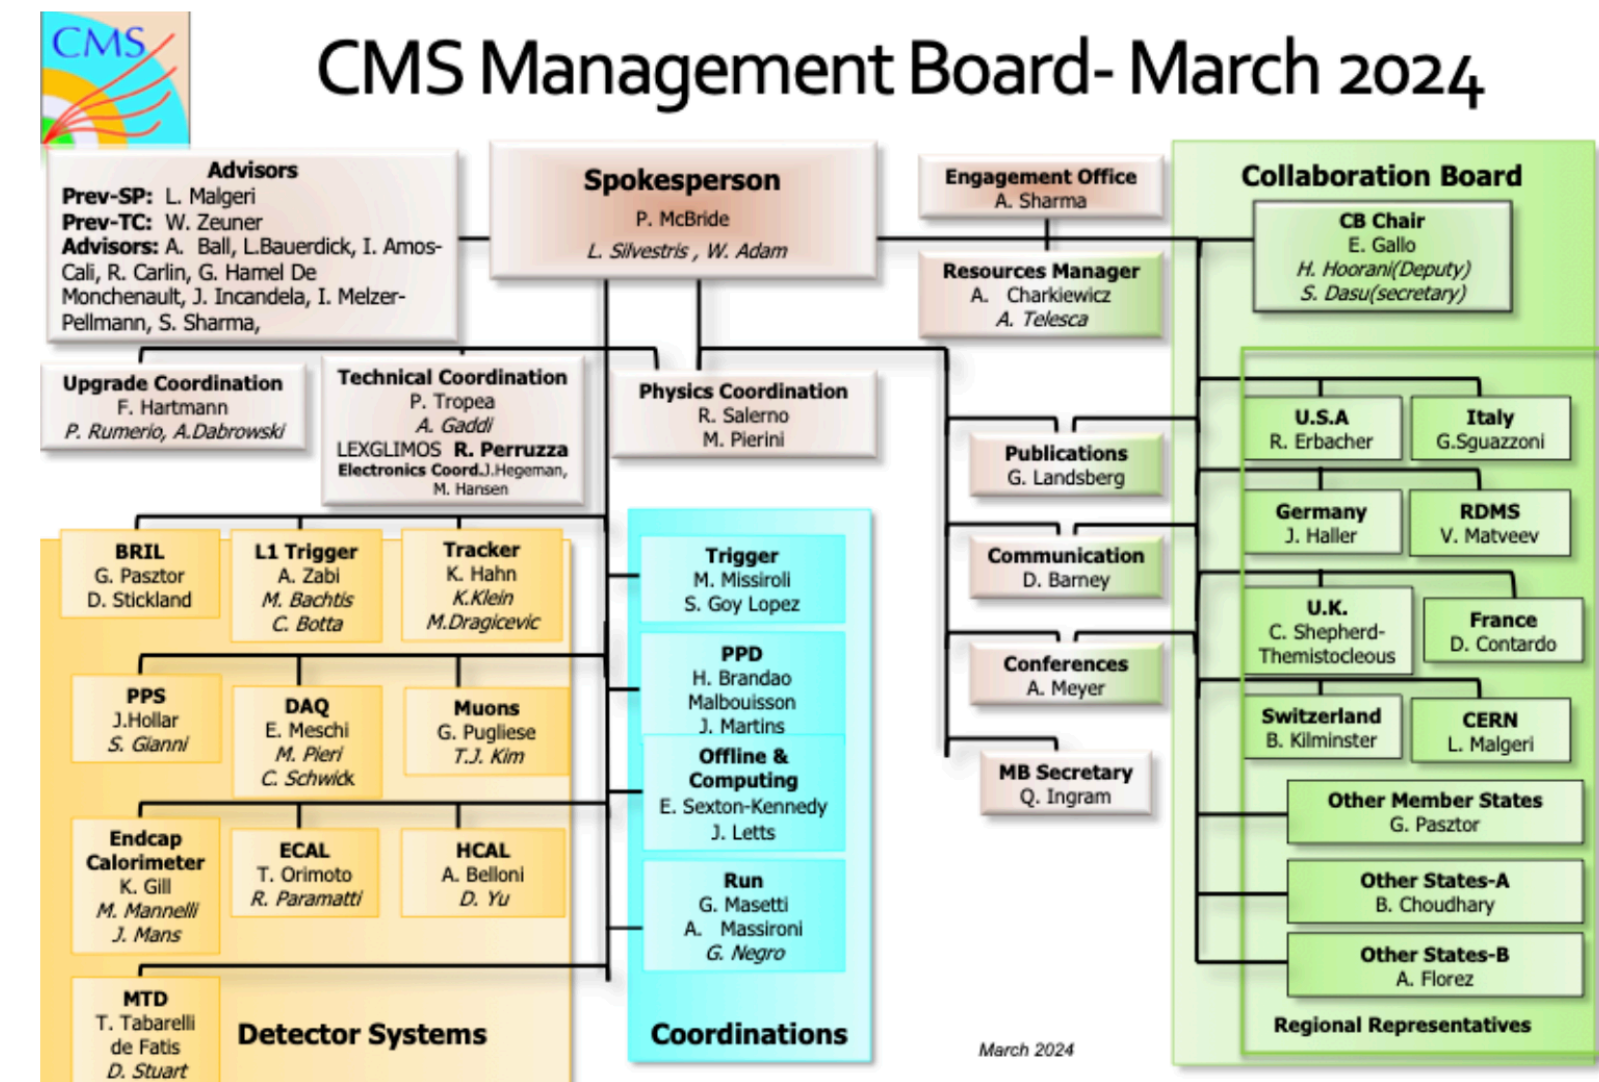 CMS
CMS Management Board- March 2024
Advisors
Prev-SP: L. Malgeri
Prev-TC: W. Zeuner
Advisors: A. Ball, L.Bauerdick, I. Amos-
Cali, R. Carlin, G. Hamel De
Monchenault, J. Incandela, I. Melzer-
Pellmann, S. Sharma,
Spokesperson
P. McBride
L. Silvestris , W. Adam
Engagement Office
A. Sharma
Resources Manager
A. Charkiewicz
A. Telesca
Collaboration Board
CB Chair
E. Gallo
H. Hoorani(Deputy)
S. Dasu(secretary)
Upgrade Coordination
F. Hartmann
P. Rumerio, A.Dabrowski
Technical Coordination
P. Tropea
A. Gaddi
LEXGLIMOS R. Perruzza
Electronics Coord.J.Hegeman,
M. Hansen
Physics Coordination
R. Salerno
M. Pierini
Publications
G. Landsberg
Communication
D. Barney
Conferences
A. Meyer
MB Secretary
Q. Ingram
U.S.A
R. Erbacher
Italy
G.Sguazzoni
Germany
J. Haller
RDMS
V. Matveev
U.K.
C. Shepherd-
Themistocleous
France
D. Contardo
Switzerland
B. Kilminster
CERN
L. Malgeri
Other Member States
G. Pasztor
Other States-A
B. Choudhary
Other States-B
A. Florez
Regional Representatives
BRIL
G. Pasztor
D. Stickland
L1 Trigger
A. Zabi
M. Bachtis
C. Botta
Tracker
K. Hahn
K.Klein
M.Dragicevic
PPS
J.Hollar
S. Gianni
DAQ
E. Meschi
M. Pieri
C. Schwick
Muons
G. Pugliese
T.J. Kim
Endcap
Calorimeter
K. Gill
M. Mannelli
J. Mans
ECAL
T. Orimoto
R. Paramatti
HCAL
A. Belloni
D. Yu
MTD
T. Tabarelli
de Fatis
D. Stuart
Detector Systems
Trigger
M. Missiroli
S. Goy Lopez
PPD
H. Brandao
Malbouisson
J. Martins
Offline &
Computing
E. Sexton-Kennedy
J. Letts
Run
G. Masetti
A. Massironi
G. Negro
Coordinations
March 2024